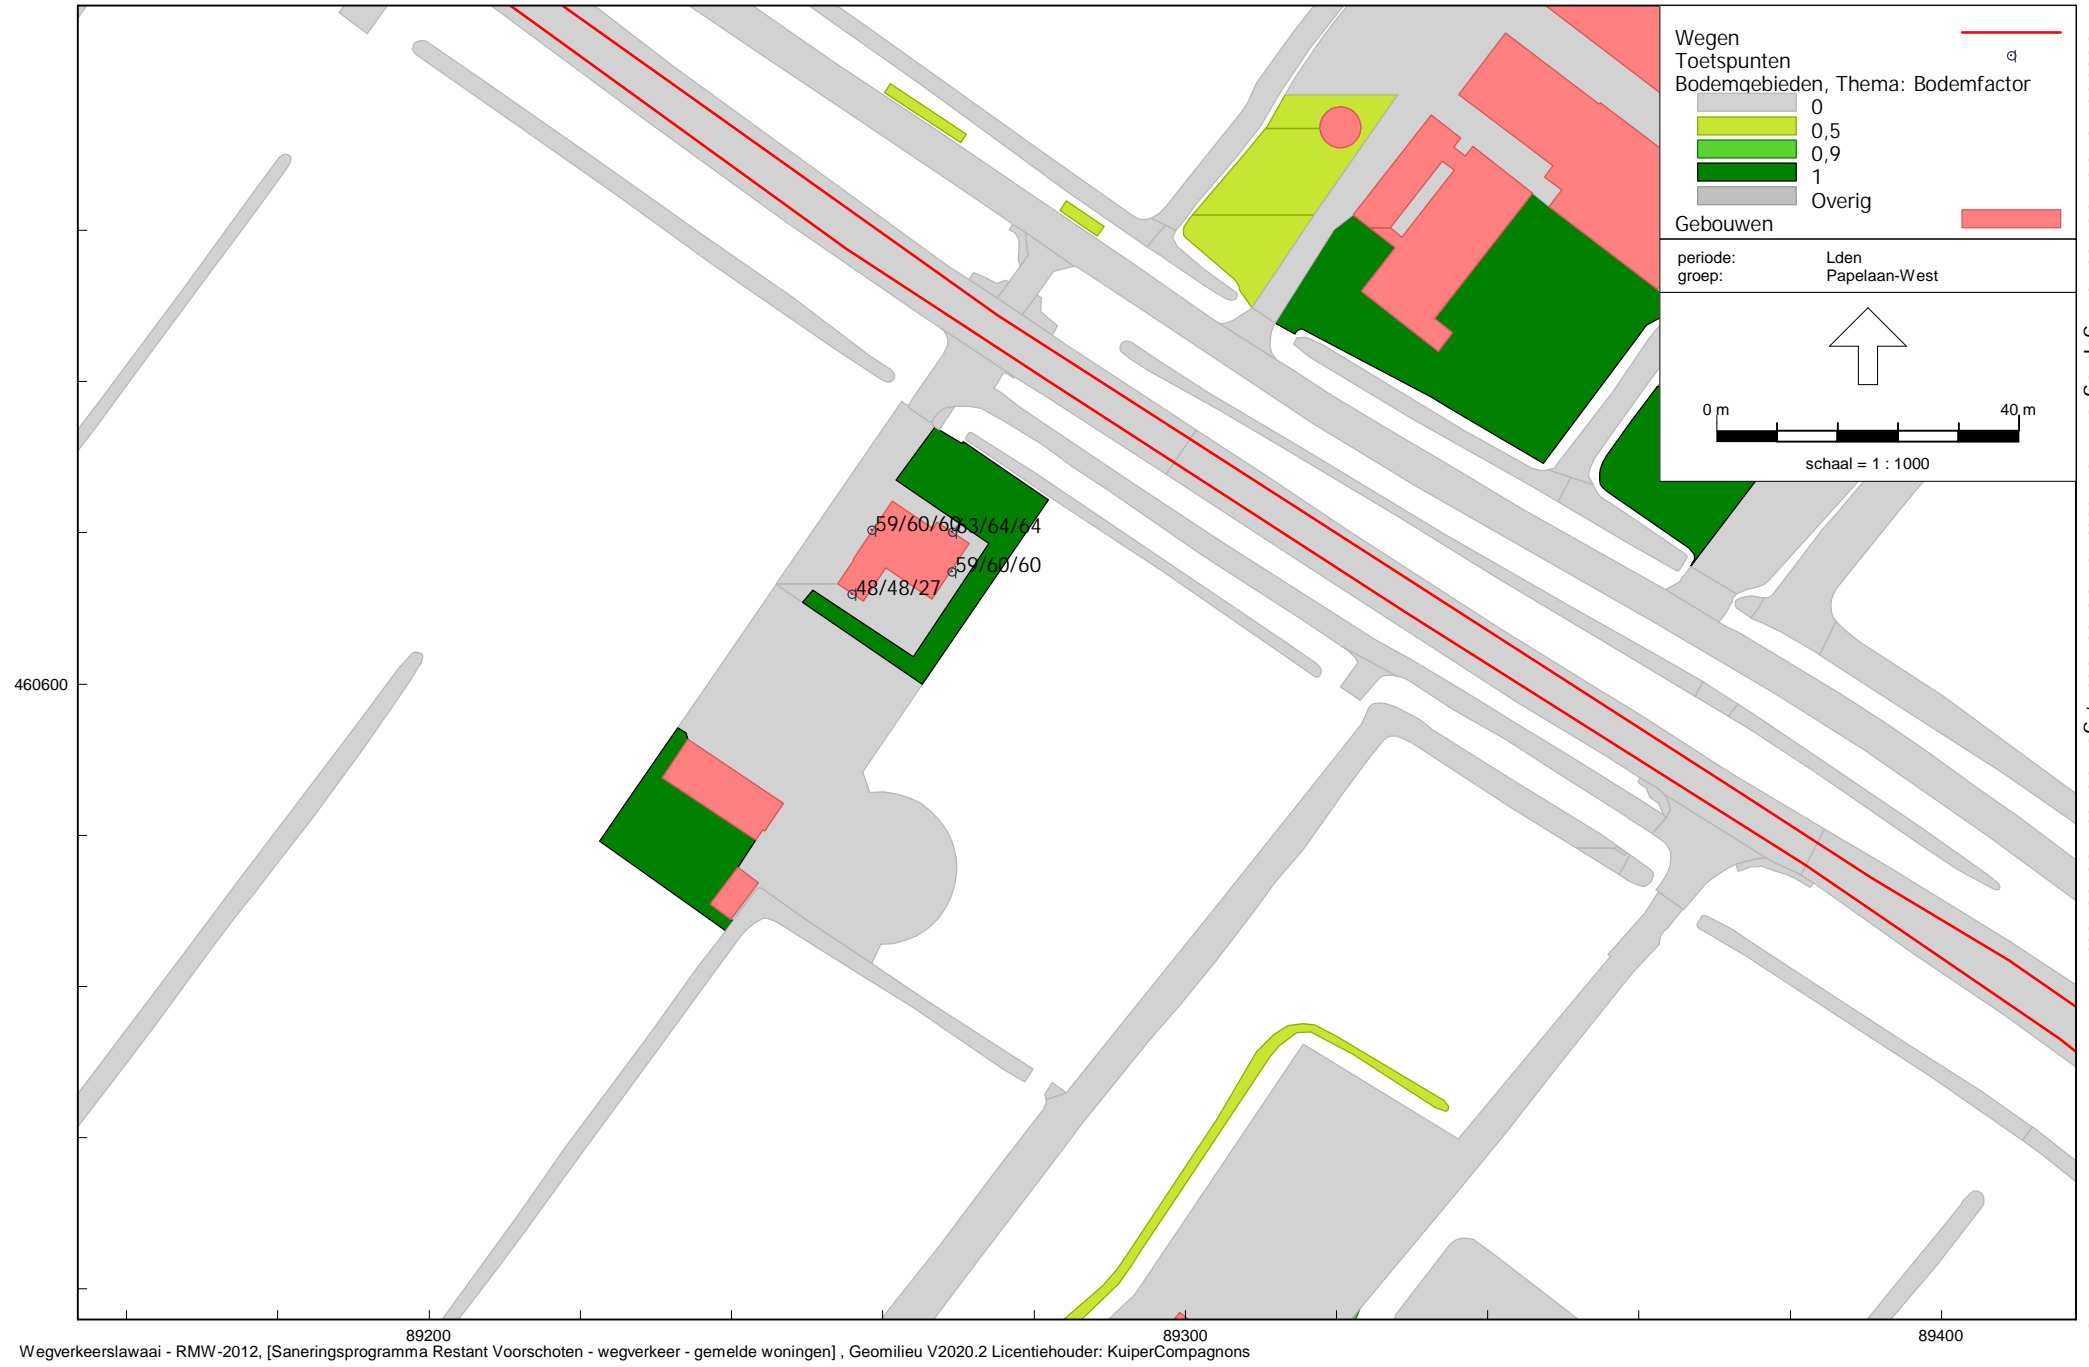 Wegen
Toetspunten
Bodemgebieden, Thema: Bodemfactor
0
0,5
0,9
1
Overig
Gebouwen
periode: Lden
groep: Papelaan-West
0 m 40 m
schaal = 1 : 1000
59/60/60
63/64/64
59/60/60
48/48/27
460600
89200 89300 89400
Wegverkeerslawaai - RMW-2012, [Saneringsprogramma Restant Voorschoten - wegverkeer - gemelde woningen] , Geomilieu V2020.2 Licentiehouder: KuiperCompagnons